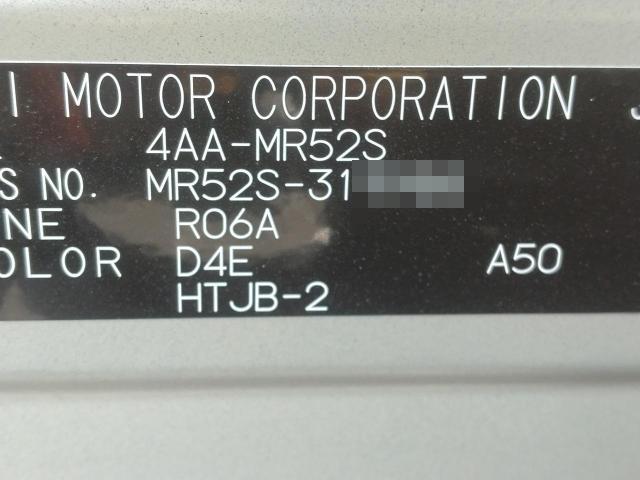 I MOTOR CORPORATION J
4AA-MR52S
S NO. MR52S-31
NE R06A
OLOR D4E A50
HTJB-2